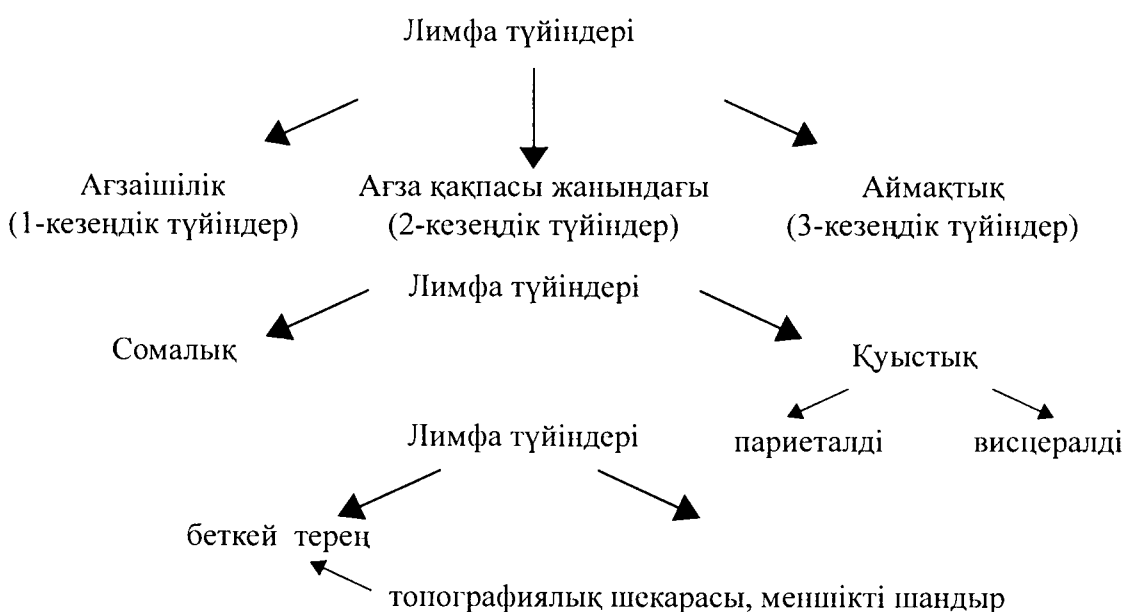 Лимфа түйіндері
Ағзаішілік Ағза қақпасы жанындағы Аймақтық
(1-кезеңдік түйіндер) (2-кезеңдік түйіндер) (3-кезеңдік түйіндер)
Лимфа түйіндері
Сомалық Қуыстық
Лимфа түйіндері париеталді висцералді
беткей терең
топографиялық шекарасы, меншікті шандыр